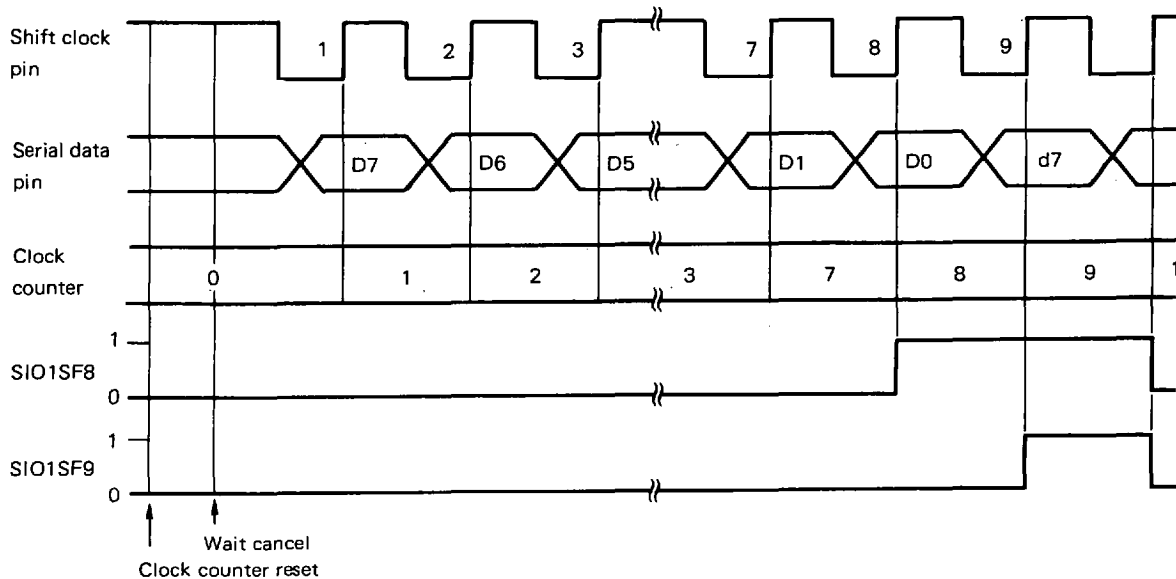 Shift clock
pin
1 2 3 7 8 9
Serial data
pin
D7 D6 D5 D1 D0 d7
Clock
counter
0 1 2 3 7 8 9 1
SIO1SF8
1
0
SIO1SF9
1
0
Wait cancel
Clock counter reset